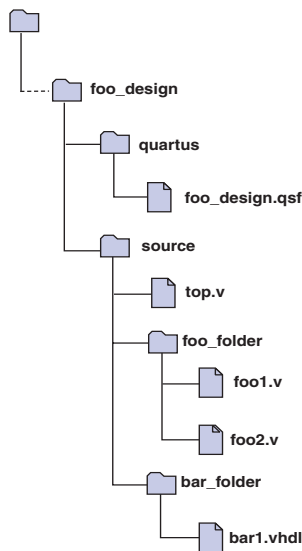 foo_design
quartus
foo_design.qsf
source
top.v
foo_folder
foo1.v
foo2.v
bar_folder
bar1.vhdl